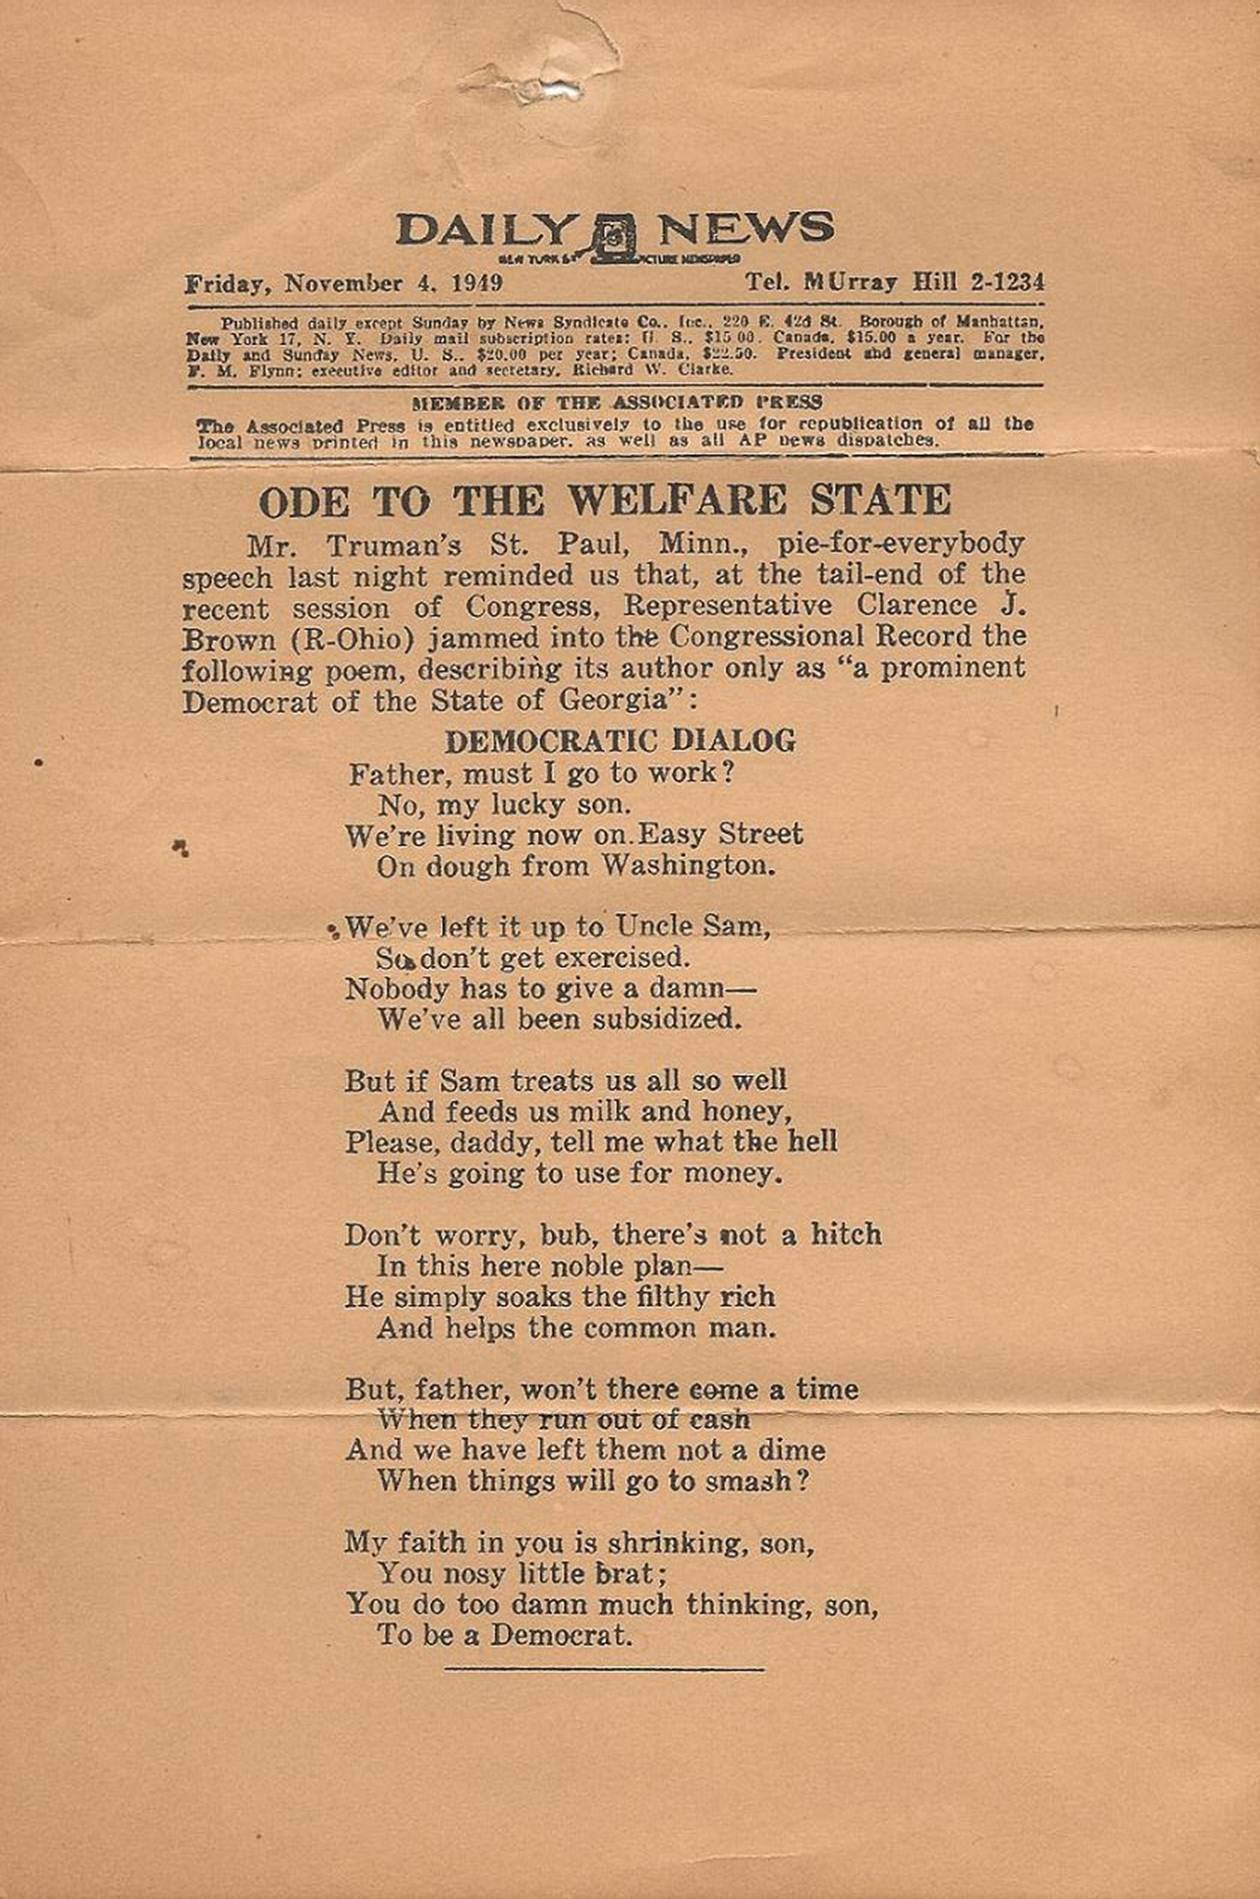 DAILY NEWS
NEW YORK'S PICTURE NEWSPAPER
Friday, November 4, 1949 Tel. MUrray Hill 2-1234
Published daily except Sunday by News Syndicate Co., Inc., 220 E. 42d St. Borough of Manhattan,
New York 17, N. Y. Daily mail subscription rates: U. S., $15.00. Canada, $15.00 a year. For the
Daily and Sunday News, U. S., $20.00 per year; Canada, $22.50. President and general manager,
F. M. Flynn; executive editor and secretary, Richard W. Clarke.
MEMBER OF THE ASSOCIATED PRESS
The Associated Press is entitled exclusively to the use for republication of all the
local news printed in this newspaper, as well as all AP news dispatches.
ODE TO THE WELFARE STATE
Mr. Truman's St. Paul, Minn., pie-for-everybody
speech last night reminded us that, at the tail-end of the
recent session of Congress, Representative Clarence J.
Brown (R-Ohio) jammed into the Congressional Record the
following poem, describing its author only as "a prominent
Democrat of the State of Georgia":
DEMOCRATIC DIALOG
Father, must I go to work?
No, my lucky son.
We're living now on Easy Street
On dough from Washington.
We've left it up to Uncle Sam,
So don't get exercised.
Nobody has to give a damn—
We've all been subsidized.
But if Sam treats us all so well
And feeds us milk and honey,
Please, daddy, tell me what the hell
He's going to use for money.
Don't worry, bub, there's not a hitch
In this here noble plan—
He simply soaks the filthy rich
And helps the common man.
But, father, won't there come a time
When they run out of cash
And we have left them not a dime
When things will go to smash?
My faith in you is shrinking, son,
You nosy little brat;
You do too damn much thinking, son,
To be a Democrat.